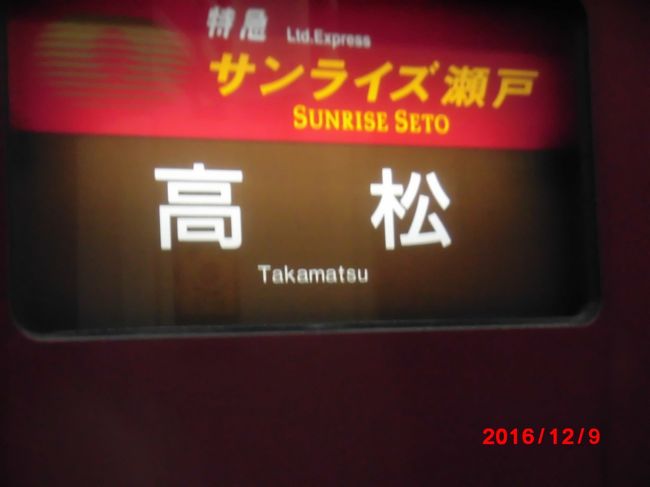 特急 Ltd.Express
サンライズ瀬戸
SUNRISE SETO
高松
Takamatsu
2016/12/9